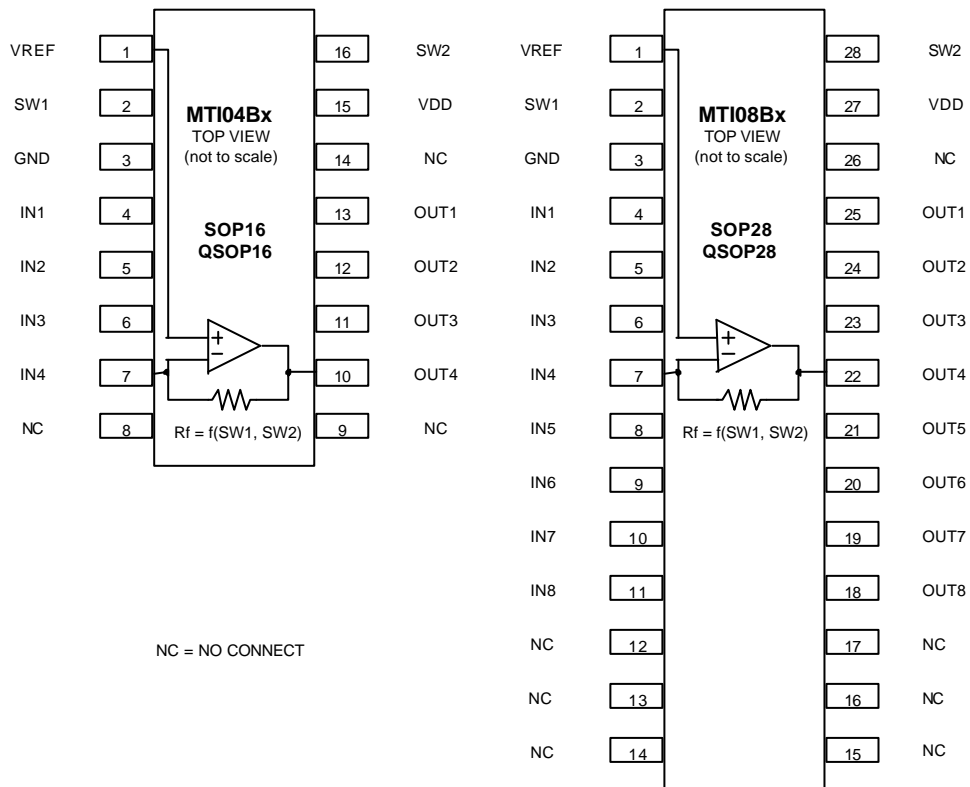 VREF 1 16 SW2
SW1 2 15 VDD
MTI04Bx
TOP VIEW
(not to scale)
GND 3 14 NC
IN1 4 13 OUT1
SOP16
QSOP16
IN2 5 12 OUT2
IN3 6 11 OUT3
+
−
IN4 7 10 OUT4
NC 8 9 NC
Rf = f(SW1, SW2)
NC = NO CONNECT
VREF 1 28 SW2
SW1 2 27 VDD
MTI08Bx
TOP VIEW
(not to scale)
GND 3 26 NC
IN1 4 25 OUT1
SOP28
QSOP28
IN2 5 24 OUT2
IN3 6 23 OUT3
+
−
IN4 7 22 OUT4
IN5 8 21 OUT5
Rf = f(SW1, SW2)
IN6 9 20 OUT6
IN7 10 19 OUT7
IN8 11 18 OUT8
NC 12 17 NC
NC 13 16 NC
NC 14 15 NC